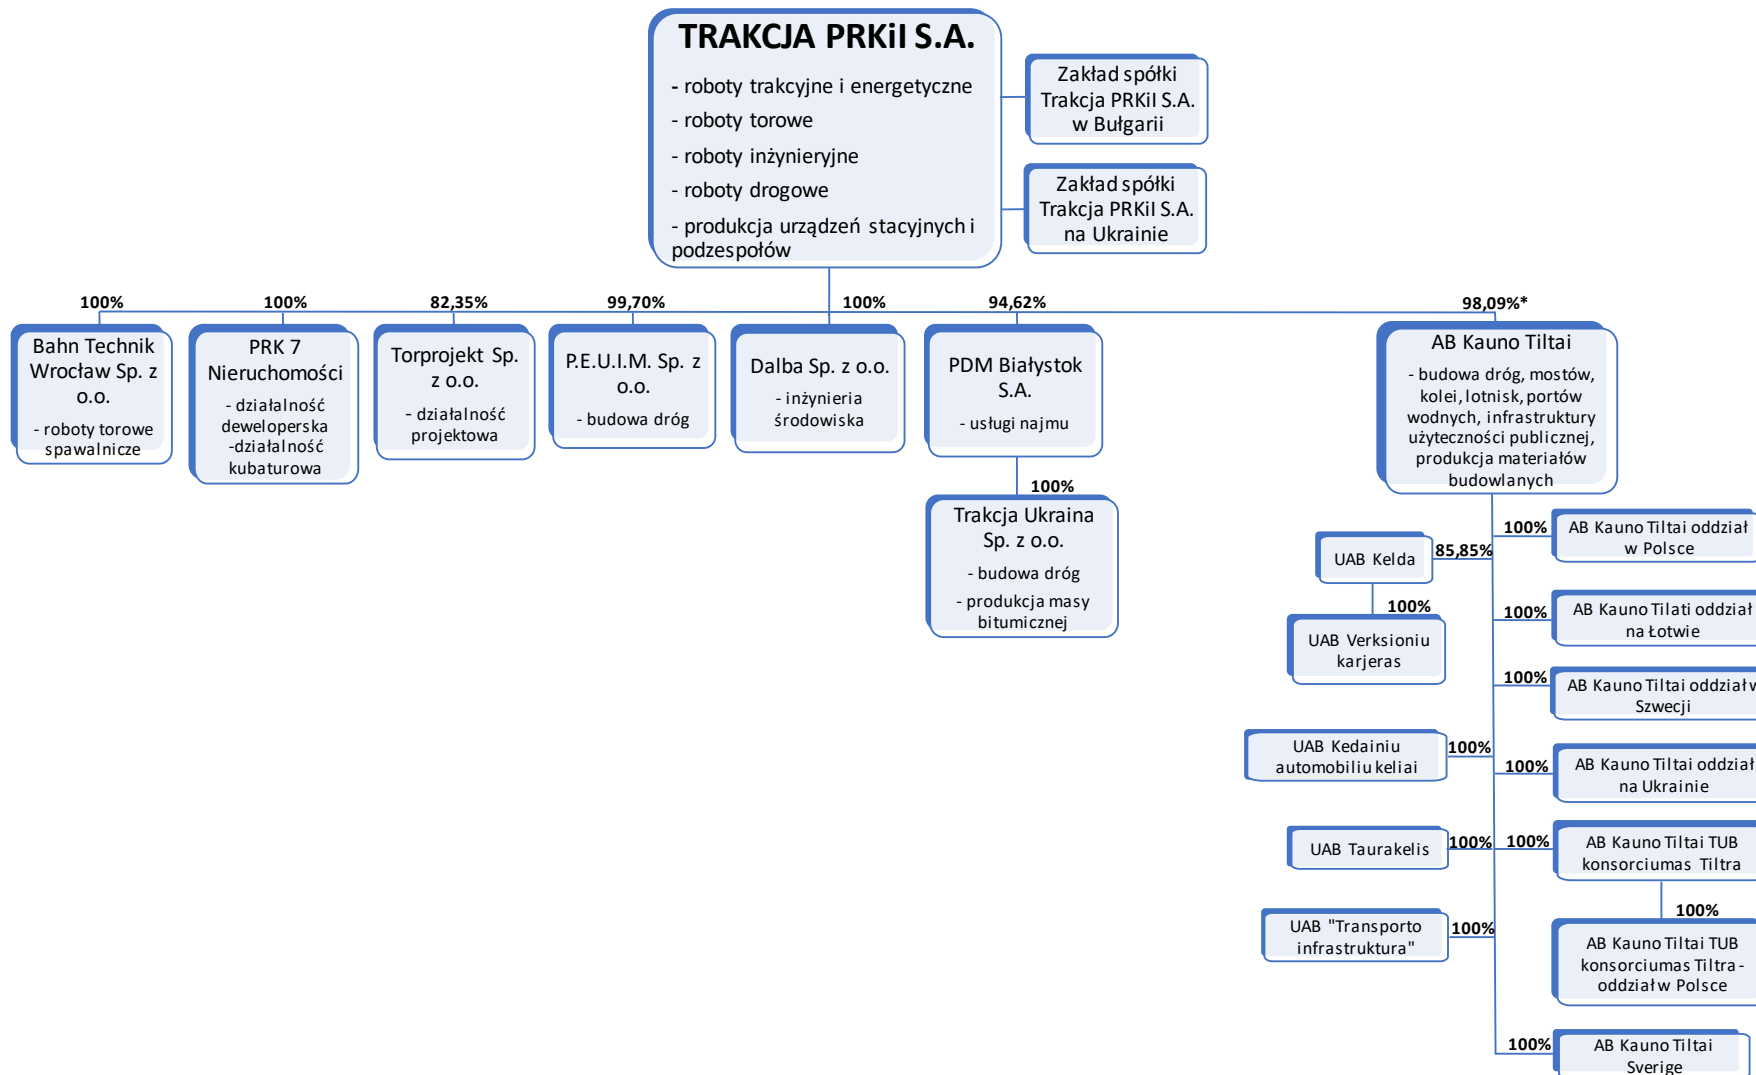 TRAKCJA PRKiI S.A.
- roboty trakcyjne i energetyczne
- roboty torowe
- roboty inżynieryjne
- roboty drogowe
- produkcja urządzeń stacyjnych i
podzespołów
Zakład spółki
Trakcja PRKiI S.A.
w Bułgarii
Zakład spółki
Trakcja PRKiI S.A.
na Ukrainie
100%
Bahn Technik
Wrocław Sp. z
o.o.
- roboty torowe
spawalnicze
100%
PRK 7
Nieruchomości
- działalność
deweloperska
-działalność
kubaturowa
82,35%
Torprojekt Sp.
z o.o.
- działalność
projektowa
99,70%
P.E.U.I.M. Sp. z
o.o.
- budowa dróg
100%
Dalba Sp. z o.o.
- inżynieria
środowiska
94,62%
PDM Białystok
S.A.
- usługi najmu
100%
Trakcja Ukraina
Sp. z o.o.
- budowa dróg
- produkcja masy
bitumicznej
98,09%*
AB Kauno Tiltai
- budowa dróg, mostów,
kolei, lotnisk, portów
wodnych, infrastruktury
użyteczności publicznej,
produkcja materiałów
budowlanych
85,85%
UAB Kelda
100%
UAB Verksioniu
karjeras
100%
UAB Kedainiu
automobiliu keliai
100%
UAB Taurakelis
100%
UAB "Transporto
infrastruktura"
100%
AB Kauno Tiltai oddział
w Polsce
100%
AB Kauno Tilati oddział
na Łotwie
100%
AB Kauno Tiltai oddział w
Szwecji
100%
AB Kauno Tiltai oddział
na Ukrainie
100%
AB Kauno Tiltai TUB
konsorciumas Tiltra
100%
AB Kauno Tiltai TUB
konsorciumas Tiltra -
oddział w Polsce
100%
AB Kauno Tiltai
Sverige